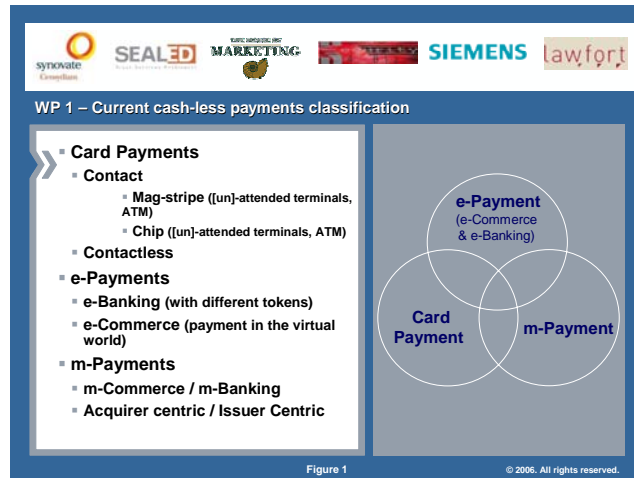 synovate
Censydiam
SEALED
MARKETING
SIEMENS
lawfort
WP 1 – Current cash-less payments classification
Card Payments
Contact
Mag-stripe ([un]-attended terminals,
ATM)
Chip ([un]-attended terminals, ATM)
Contactless
e-Payments
e-Banking (with different tokens)
e-Commerce (payment in the virtual
world)
m-Payments
m-Commerce / m-Banking
Acquirer centric / Issuer Centric
e-Payment
(e-Commerce
& e-Banking)
Card
Payment
m-Payment
Figure 1
© 2006. All rights reserved.